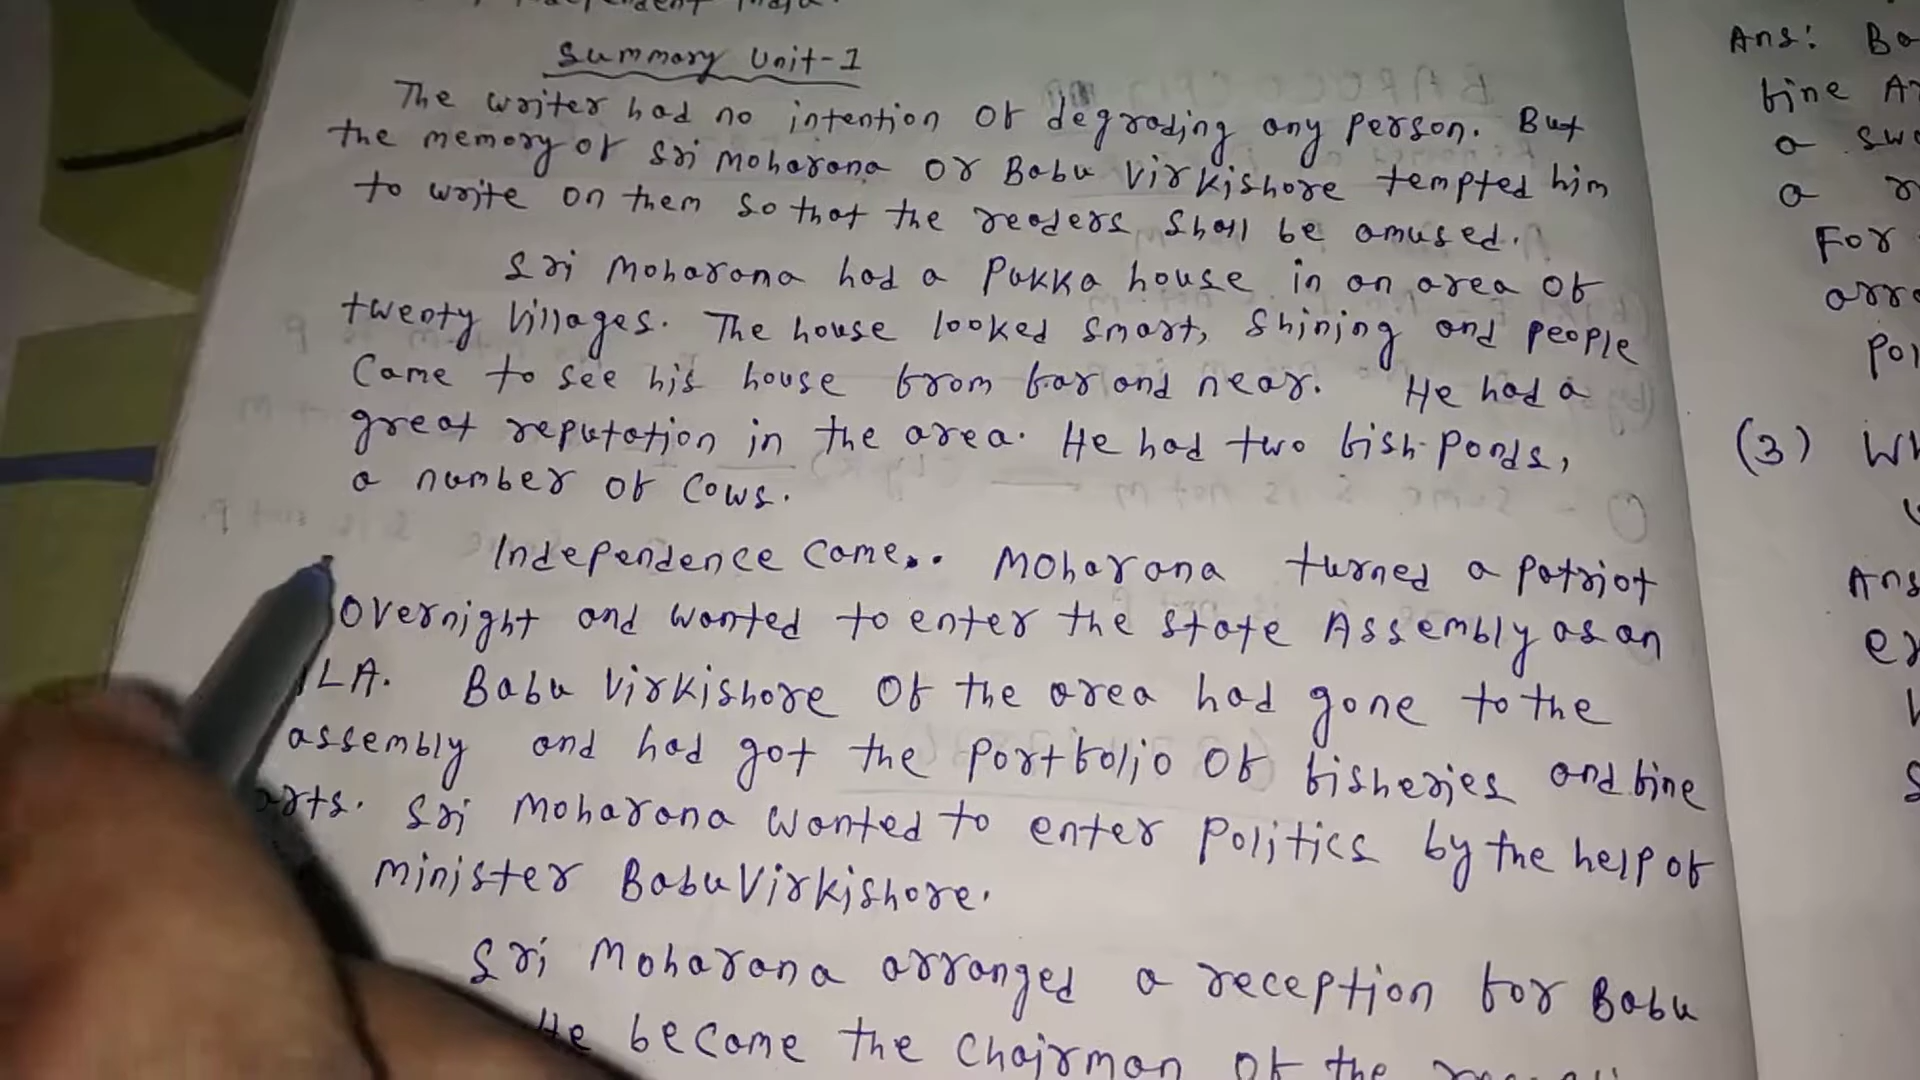 Independent India.
Summary Unit-1
The writer had no intention of degrading any person. But
the memory of Sri Moharana or Babu Virkishore tempted him
to write on them so that the readers shall be amused.
Sri Moharana had a Pukka house in an area of
twenty villages. The house looked smart, shining and people
came to see his house from far and near. He had a
great reputation in the area. He had two fish-ponds,
a number of cows.
Independence came.. Moharana turned a patriot
overnight and wanted to enter the state Assembly as an
LA. Babu Virkishore of the area had gone to the
assembly and had got the portfolio of fisheries and fine
arts. Sri Moharana wanted to enter Politics by the help of
minister Babu Virkishore.
Sri Moharana arranged a reception for Babu
He become the Chairman of the
Ans:
fine
a
a
For
(3)
Ans